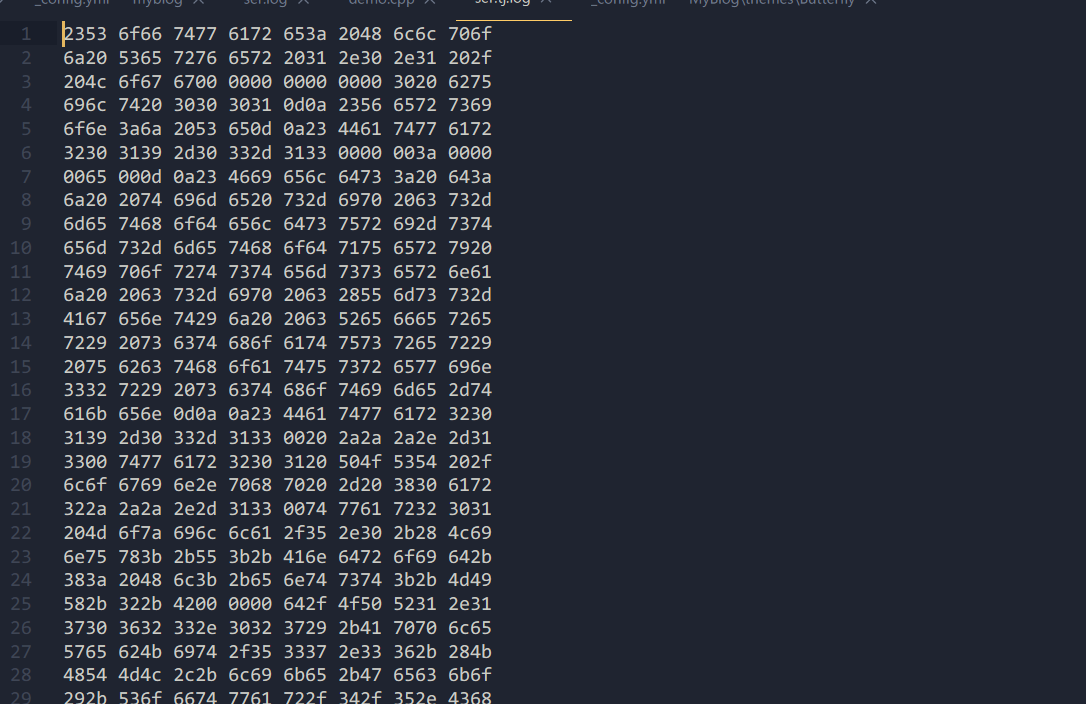 _config.yml myblog ser.log demo.cpp ser.tj.log _config.yml MyBlog\themes\butterfly
1 2353 6f66 7477 6172 653a 2048 6c6c 706f
2 6a20 5365 7276 6572 2031 2e30 2e31 202f
3 204c 6f67 6700 0000 0000 0000 3020 6275
4 696c 7420 3030 3031 0d0a 2356 6572 7369
5 6f6e 3a6a 2053 650d 0a23 4461 7477 6172
6 3230 3139 2d30 332d 3133 0000 003a 0000
7 0065 000d 0a23 4669 656c 6473 3a20 643a
8 6a20 2074 696d 6520 732d 6970 2063 732d
9 6d65 7468 6f64 656c 6473 7572 692d 7374
10 656d 732d 6d65 7468 6f64 7175 6572 7920
11 7469 706f 7274 7374 656d 7373 6572 6e61
12 6a20 2063 732d 6970 2063 2855 6d73 732d
13 4167 656e 7429 6a20 2063 5265 6665 7265
14 7229 2073 6374 686f 6174 7573 7265 7229
15 2075 6263 7468 6f61 7475 7372 6577 696e
16 3332 7229 2073 6374 686f 7469 6d65 2d74
17 616b 656e 0d0a 0a23 4461 7477 6172 3230
18 3139 2d30 332d 3133 0020 2a2a 2a2e 2d31
19 3300 7477 6172 3230 3120 504f 5354 202f
20 6c6f 6769 6e2e 7068 7020 2d20 3830 6172
21 322a 2a2a 2e2d 3133 0074 7761 7232 3031
22 204d 6f7a 696c 6c61 2f35 2e30 2b28 4c69
23 6e75 783b 2b55 3b2b 416e 6472 6f69 642b
24 383a 2048 6c3b 2b65 6e74 7374 3b2b 4d49
25 582b 322b 4200 0000 642f 4f50 5231 2e31
26 3730 3632 332e 3032 3729 2b41 7070 6c65
27 5765 624b 6974 2f35 3337 2e33 362b 284b
28 4854 4d4c 2c2b 6c69 6b65 2b47 6563 6b6f
29 292b 536f 6674 7761 722f 342f 352e 4368